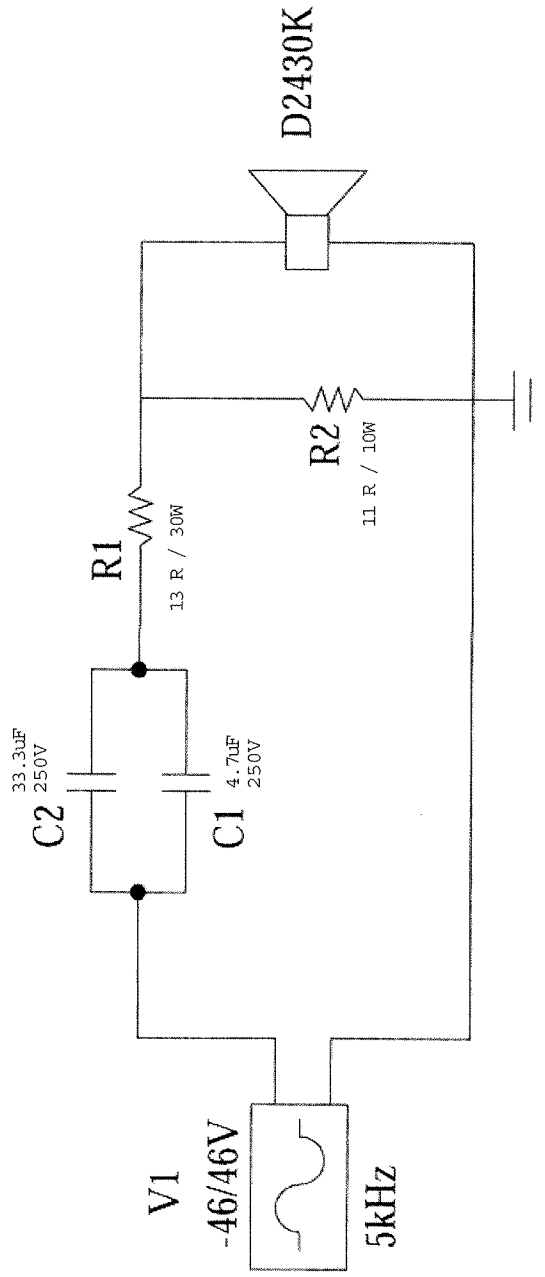 V1
-46/46V
5kHz
C2
33.3uF
250V
C1
4.7uF
250V
R1
13 R / 30W
R2
11 R / 10W
D2430K